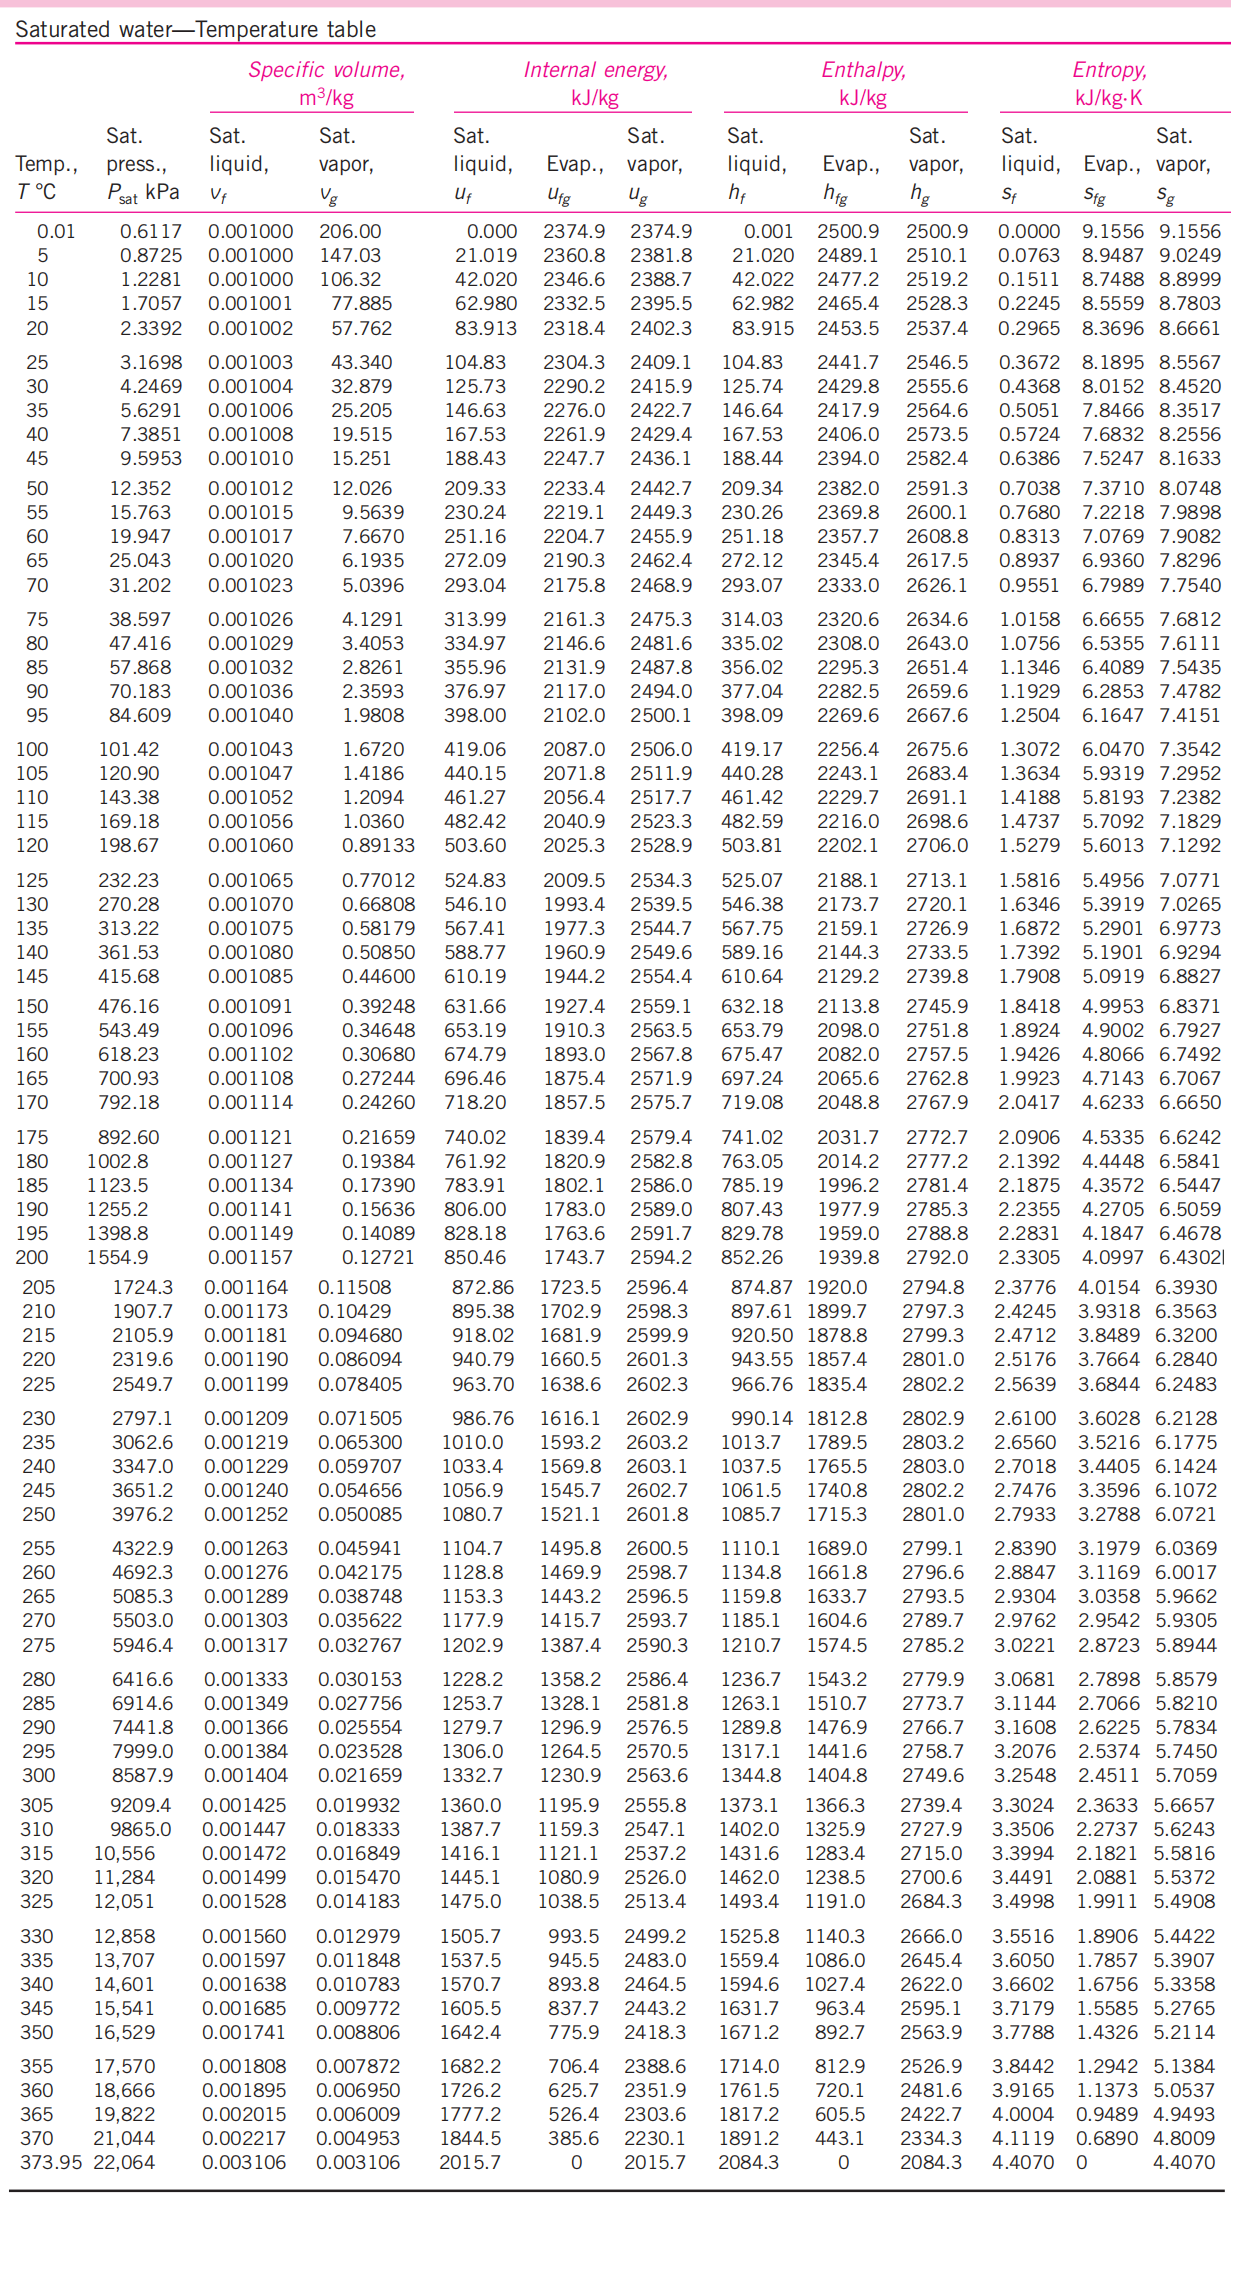 Saturated water—Temperature table
Specific volume, Internal energy, Enthalpy, Entropy,
m³/kg kJ/kg kJ/kg kJ/kg·K
Sat. Sat. Sat. Sat. Sat. Sat. Sat. Sat. Sat.
Temp., press., liquid, vapor, liquid, Evap., vapor, liquid, Evap., vapor, liquid, Evap., vapor,
T °C Psat kPa vf vg uf ufg ug hf hfg hg sf sfg sg
0.01 0.6117 0.001000 206.00 0.000 2374.9 2374.9 0.001 2500.9 2500.9 0.0000 9.1556 9.1556
5 0.8725 0.001000 147.03 21.019 2360.8 2381.8 21.020 2489.1 2510.1 0.0763 8.9487 9.0249
10 1.2281 0.001000 106.32 42.020 2346.6 2388.7 42.022 2477.2 2519.2 0.1511 8.7488 8.8999
15 1.7057 0.001001 77.885 62.980 2332.5 2395.5 62.982 2465.4 2528.3 0.2245 8.5559 8.7803
20 2.3392 0.001002 57.762 83.913 2318.4 2402.3 83.915 2453.5 2537.4 0.2965 8.3696 8.6661
25 3.1698 0.001003 43.340 104.83 2304.3 2409.1 104.83 2441.7 2546.5 0.3672 8.1895 8.5567
30 4.2469 0.001004 32.879 125.73 2290.2 2415.9 125.74 2429.8 2555.6 0.4368 8.0152 8.4520
35 5.6291 0.001006 25.205 146.63 2276.0 2422.7 146.64 2417.9 2564.6 0.5051 7.8466 8.3517
40 7.3851 0.001008 19.515 167.53 2261.9 2429.4 167.53 2406.0 2573.5 0.5724 7.6832 8.2556
45 9.5953 0.001010 15.251 188.43 2247.7 2436.1 188.44 2394.0 2582.4 0.6386 7.5247 8.1633
50 12.352 0.001012 12.026 209.33 2233.4 2442.7 209.34 2382.0 2591.3 0.7038 7.3710 8.0748
55 15.763 0.001015 9.5639 230.24 2219.1 2449.3 230.26 2369.8 2600.1 0.7680 7.2218 7.9898
60 19.947 0.001017 7.6670 251.16 2204.7 2455.9 251.18 2357.7 2608.8 0.8313 7.0769 7.9082
65 25.043 0.001020 6.1935 272.09 2190.3 2462.4 272.12 2345.4 2617.5 0.8937 6.9360 7.8296
70 31.202 0.001023 5.0396 293.04 2175.8 2468.9 293.07 2333.0 2626.1 0.9551 6.7989 7.7540
75 38.597 0.001026 4.1291 313.99 2161.3 2475.3 314.03 2320.6 2634.6 1.0158 6.6655 7.6812
80 47.416 0.001029 3.4053 334.97 2146.6 2481.6 335.02 2308.0 2643.0 1.0756 6.5355 7.6111
85 57.868 0.001032 2.8261 355.96 2131.9 2487.8 356.02 2295.3 2651.4 1.1346 6.4089 7.5435
90 70.183 0.001036 2.3593 376.97 2117.0 2494.0 377.04 2282.5 2659.6 1.1929 6.2853 7.4782
95 84.609 0.001040 1.9808 398.00 2102.0 2500.1 398.09 2269.6 2667.6 1.2504 6.1647 7.4151
100 101.42 0.001043 1.6720 419.06 2087.0 2506.0 419.17 2256.4 2675.6 1.3072 6.0470 7.3542
105 120.90 0.001047 1.4186 440.15 2071.8 2511.9 440.28 2243.1 2683.4 1.3634 5.9319 7.2952
110 143.38 0.001052 1.2094 461.27 2056.4 2517.7 461.42 2229.7 2691.1 1.4188 5.8193 7.2382
115 169.18 0.001056 1.0360 482.42 2040.9 2523.3 482.59 2216.0 2698.6 1.4737 5.7092 7.1829
120 198.67 0.001060 0.89133 503.60 2025.3 2528.9 503.81 2202.1 2706.0 1.5279 5.6013 7.1292
125 232.23 0.001065 0.77012 524.83 2009.5 2534.3 525.07 2188.1 2713.1 1.5816 5.4956 7.0771
130 270.28 0.001070 0.66808 546.10 1993.4 2539.5 546.38 2173.7 2720.1 1.6346 5.3919 7.0265
135 313.22 0.001075 0.58179 567.41 1977.3 2544.7 567.75 2159.1 2726.9 1.6872 5.2901 6.9773
140 361.53 0.001080 0.50850 588.77 1960.9 2549.6 589.16 2144.3 2733.5 1.7392 5.1901 6.9294
145 415.68 0.001085 0.44600 610.19 1944.2 2554.4 610.64 2129.2 2739.8 1.7908 5.0919 6.8827
150 476.16 0.001091 0.39248 631.66 1927.4 2559.1 632.18 2113.8 2745.9 1.8418 4.9953 6.8371
155 543.49 0.001096 0.34648 653.19 1910.3 2563.5 653.79 2098.0 2751.8 1.8924 4.9002 6.7927
160 618.23 0.001102 0.30680 674.79 1893.0 2567.8 675.47 2082.0 2757.5 1.9426 4.8066 6.7492
165 700.93 0.001108 0.27244 696.46 1875.4 2571.9 697.24 2065.6 2762.8 1.9923 4.7143 6.7067
170 792.18 0.001114 0.24260 718.20 1857.5 2575.7 719.08 2048.8 2767.9 2.0417 4.6233 6.6650
175 892.60 0.001121 0.21659 740.02 1839.4 2579.4 741.02 2031.7 2772.7 2.0906 4.5335 6.6242
180 1002.8 0.001127 0.19384 761.92 1820.9 2582.8 763.05 2014.2 2777.2 2.1392 4.4448 6.5841
185 1123.5 0.001134 0.17390 783.91 1802.1 2586.0 785.19 1996.2 2781.4 2.1875 4.3572 6.5447
190 1255.2 0.001141 0.15636 806.00 1783.0 2589.0 807.43 1977.9 2785.3 2.2355 4.2705 6.5059
195 1398.8 0.001149 0.14089 828.18 1763.6 2591.7 829.78 1959.0 2788.8 2.2831 4.1847 6.4678
200 1554.9 0.001157 0.12721 850.46 1743.7 2594.2 852.26 1939.8 2792.0 2.3305 4.0997 6.4302
205 1724.3 0.001164 0.11508 872.86 1723.5 2596.4 874.87 1920.0 2794.8 2.3776 4.0154 6.3930
210 1907.7 0.001173 0.10429 895.38 1702.9 2598.3 897.61 1899.7 2797.3 2.4245 3.9318 6.3563
215 2105.9 0.001181 0.094680 918.02 1681.9 2599.9 920.50 1878.8 2799.3 2.4712 3.8489 6.3200
220 2319.6 0.001190 0.086094 940.79 1660.5 2601.3 943.55 1857.4 2801.0 2.5176 3.7664 6.2840
225 2549.7 0.001199 0.078405 963.70 1638.6 2602.3 966.76 1835.4 2802.2 2.5639 3.6844 6.2483
230 2797.1 0.001209 0.071505 986.76 1616.1 2602.9 990.14 1812.8 2802.9 2.6100 3.6028 6.2128
235 3062.6 0.001219 0.065300 1010.0 1593.2 2603.2 1013.7 1789.5 2803.2 2.6560 3.5216 6.1775
240 3347.0 0.001229 0.059707 1033.4 1569.8 2603.1 1037.5 1765.5 2803.0 2.7018 3.4405 6.1424
245 3651.2 0.001240 0.054656 1056.9 1545.7 2602.7 1061.5 1740.8 2802.2 2.7476 3.3596 6.1072
250 3976.2 0.001252 0.050085 1080.7 1521.1 2601.8 1085.7 1715.3 2801.0 2.7933 3.2788 6.0721
255 4322.9 0.001263 0.045941 1104.7 1495.8 2600.5 1110.1 1689.0 2799.1 2.8390 3.1979 6.0369
260 4692.3 0.001276 0.042175 1128.8 1469.9 2598.7 1134.8 1661.8 2796.6 2.8847 3.1169 6.0017
265 5085.3 0.001289 0.038748 1153.3 1443.2 2596.5 1159.8 1633.7 2793.5 2.9304 3.0358 5.9662
270 5503.0 0.001303 0.035622 1177.9 1415.7 2593.7 1185.1 1604.6 2789.7 2.9762 2.9542 5.9305
275 5946.4 0.001317 0.032767 1202.9 1387.4 2590.3 1210.7 1574.5 2785.2 3.0221 2.8723 5.8944
280 6416.6 0.001333 0.030153 1228.2 1358.2 2586.4 1236.7 1543.2 2779.9 3.0681 2.7898 5.8579
285 6914.6 0.001349 0.027756 1253.7 1328.1 2581.8 1263.1 1510.7 2773.7 3.1144 2.7066 5.8210
290 7441.8 0.001366 0.025554 1279.7 1296.9 2576.5 1289.8 1476.9 2766.7 3.1608 2.6225 5.7834
295 7999.0 0.001384 0.023528 1306.0 1264.5 2570.5 1317.1 1441.6 2758.7 3.2076 2.5374 5.7450
300 8587.9 0.001404 0.021659 1332.7 1230.9 2563.6 1344.8 1404.8 2749.6 3.2548 2.4511 5.7059
305 9209.4 0.001425 0.019932 1360.0 1195.9 2555.8 1373.1 1366.3 2739.4 3.3024 2.3633 5.6657
310 9865.0 0.001447 0.018333 1387.7 1159.3 2547.1 1402.0 1325.9 2727.9 3.3506 2.2737 5.6243
315 10,556 0.001472 0.016849 1416.1 1121.1 2537.2 1431.6 1283.4 2715.0 3.3994 2.1821 5.5816
320 11,284 0.001499 0.015470 1445.1 1080.9 2526.0 1462.0 1238.5 2700.6 3.4491 2.0881 5.5372
325 12,051 0.001528 0.014183 1475.0 1038.5 2513.4 1493.4 1191.0 2684.3 3.4998 1.9911 5.4908
330 12,858 0.001560 0.012979 1505.7 993.5 2499.2 1525.8 1140.3 2666.0 3.5516 1.8906 5.4422
335 13,707 0.001597 0.011848 1537.5 945.5 2483.0 1559.4 1086.0 2645.4 3.6050 1.7857 5.3907
340 14,601 0.001638 0.010783 1570.7 893.8 2464.5 1594.6 1027.4 2622.0 3.6602 1.6756 5.3358
345 15,541 0.001685 0.009772 1605.5 837.7 2443.2 1631.7 963.4 2595.1 3.7179 1.5585 5.2765
350 16,529 0.001741 0.008806 1642.4 775.9 2418.3 1671.2 892.7 2563.9 3.7788 1.4326 5.2114
355 17,570 0.001808 0.007872 1682.2 706.4 2388.6 1714.0 812.9 2526.9 3.8442 1.2942 5.1384
360 18,666 0.001895 0.006950 1726.2 625.7 2351.9 1761.5 720.1 2481.6 3.9165 1.1373 5.0537
365 19,822 0.002015 0.006009 1777.2 526.4 2303.6 1817.2 605.5 2422.7 4.0004 0.9489 4.9493
370 21,044 0.002217 0.004953 1844.5 385.6 2230.1 1891.2 443.1 2334.3 4.1119 0.6890 4.8009
373.95 22,064 0.003106 0.003106 2015.7 0 2015.7 2084.3 0 2084.3 4.4070 0 4.4070